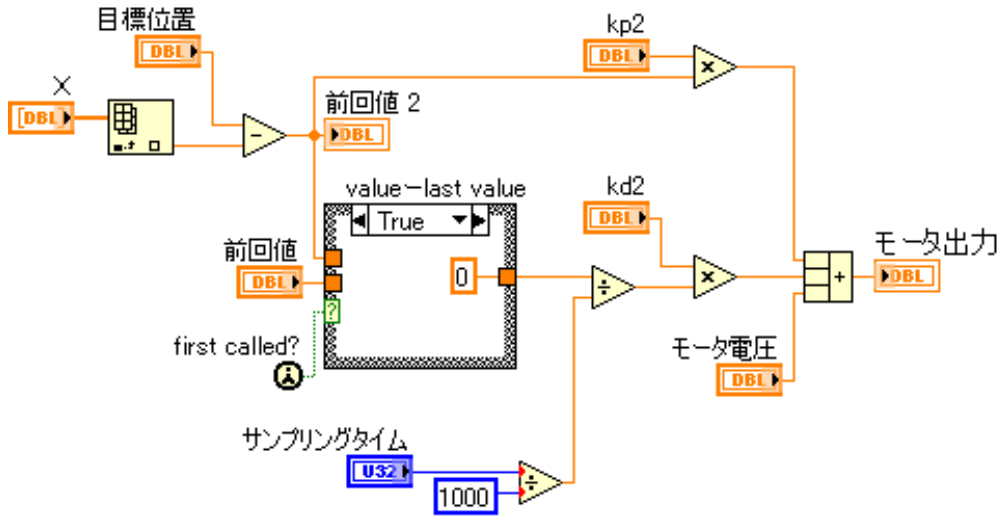 目標位置
DBL
X
[DBL]
kp2
DBL
前回値 2
DBL
-
×
value-last value
True
kd2
DBL
前回値
DBL
0
?
÷
×
+
モータ出力
DBL
first called?
モータ電圧
DBL
サンプリングタイム
U32
1000
÷